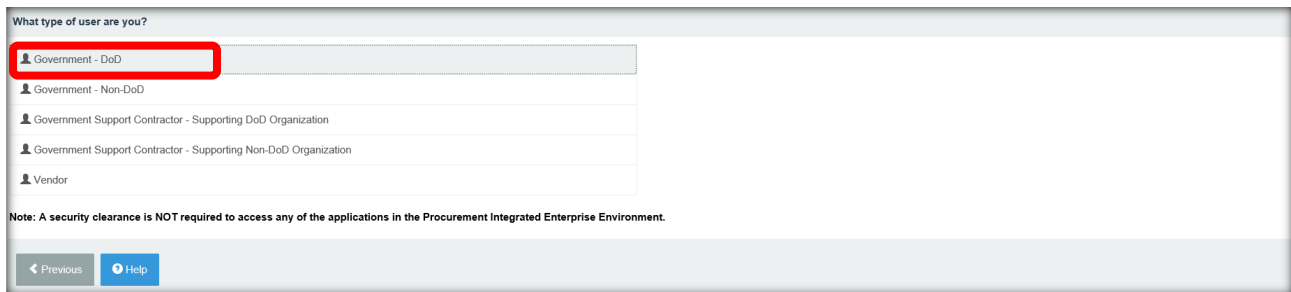 What type of user are you?
Government - DoD
Government - Non-DoD
Government Support Contractor - Supporting DoD Organization
Government Support Contractor - Supporting Non-DoD Organization
Vendor
Note: A security clearance is NOT required to access any of the applications in the Procurement Integrated Enterprise Environment.
Previous
Help